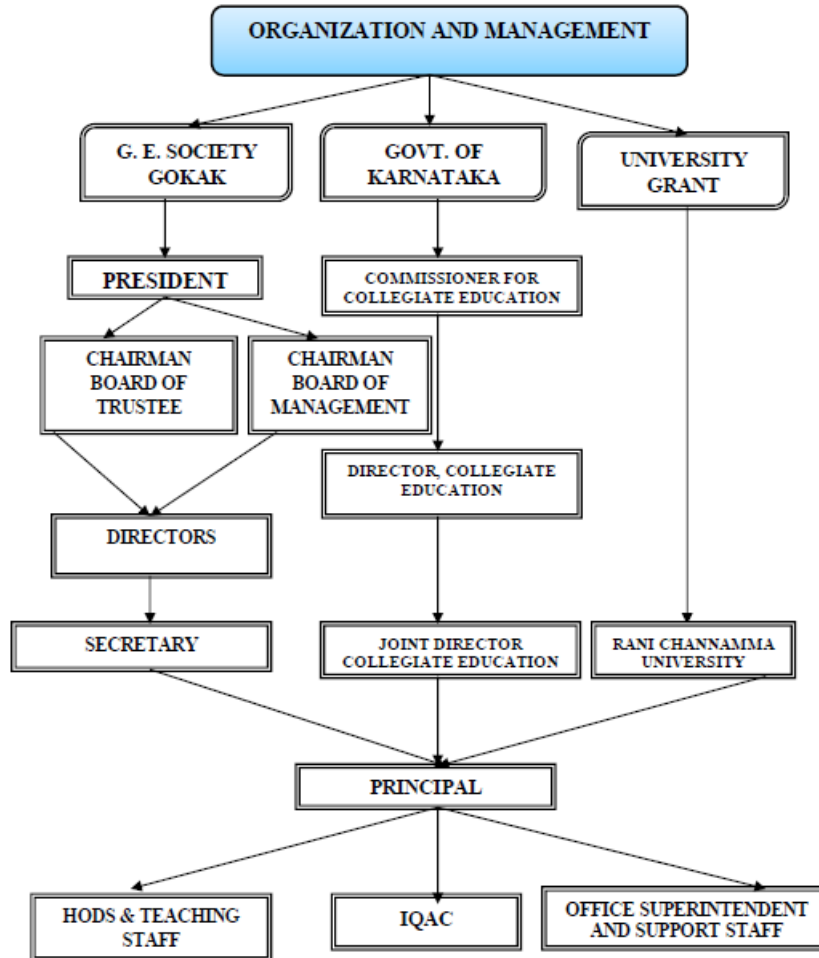 ORGANIZATION AND MANAGEMENT
G. E. SOCIETY
GOKAK
GOVT. OF
KARNATAKA
UNIVERSITY
GRANT
PRESIDENT
COMMISSIONER FOR
COLLEGIATE EDUCATION
CHAIRMAN
BOARD OF
TRUSTEE
CHAIRMAN
BOARD OF
MANAGEMENT
DIRECTOR, COLLEGIATE
EDUCATION
DIRECTORS
SECRETARY
JOINT DIRECTOR
COLLEGIATE EDUCATION
RANI CHANNAMMA
UNIVERSITY
PRINCIPAL
HODS & TEACHING
STAFF
IQAC
OFFICE SUPERINTENDENT
AND SUPPORT STAFF